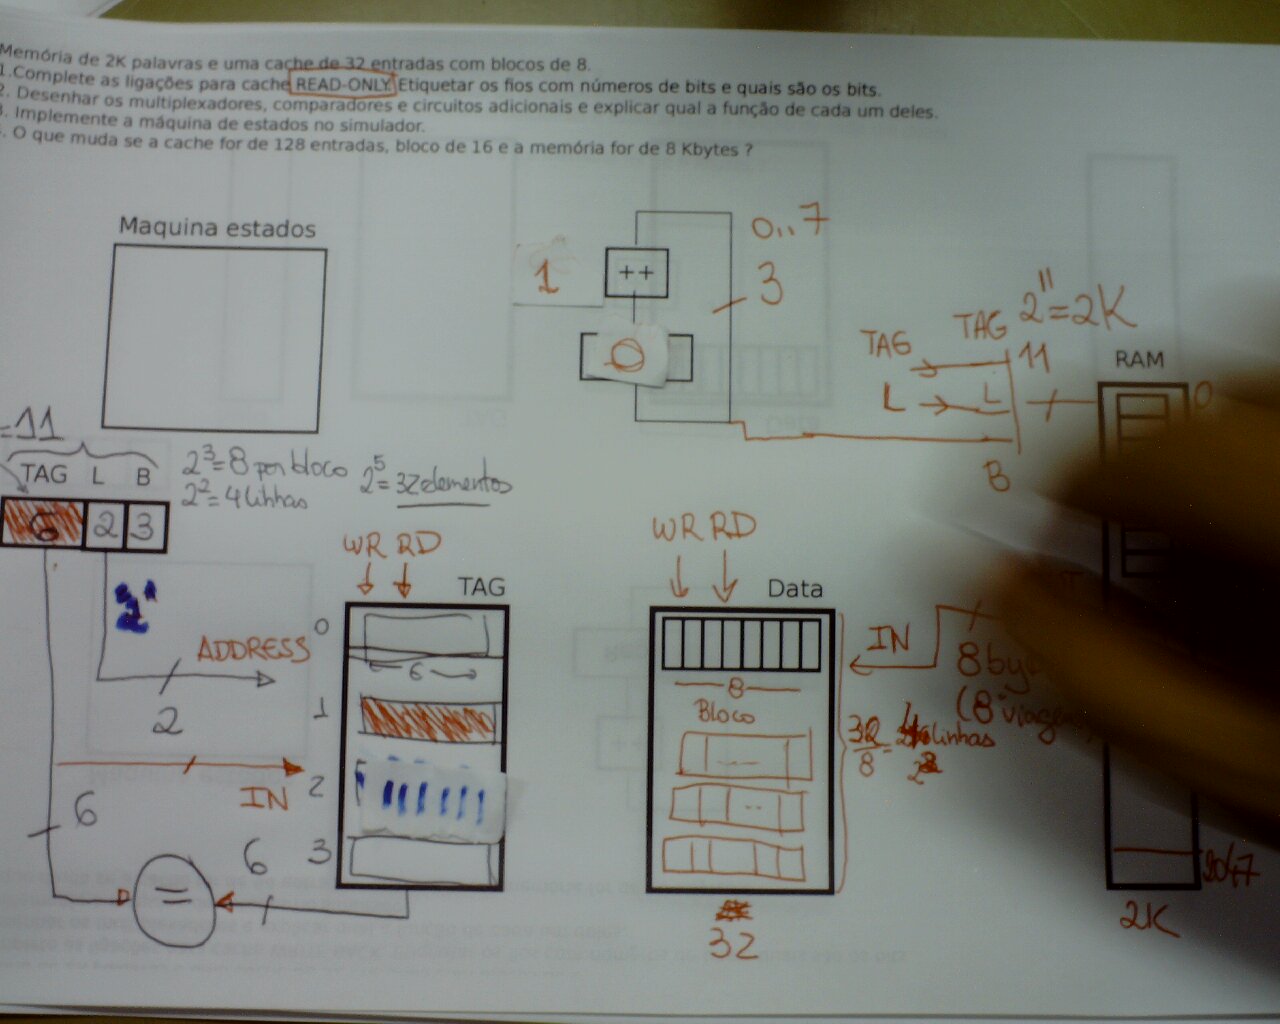 Memória de 2K palavras e uma cache de 32 entradas com blocos de 8.
1.Complete as ligações para cache READ-ONLY. Etiquetar os fios com números de bits e quais são os bits.
2. Desenhar os multiplexadores, comparadores e circuitos adicionais e explicar qual a função de cada um deles.
3. Implemente a máquina de estados no simulador.
. O que muda se a cache for de 128 entradas, bloco de 16 e a memória for de 8 Kbytes ?
Maquina estados
1
++
0
0..7
3
TAG
L
TAG
L
B
2^11=2K
11
RAM
0
=11
TAG L B
6 2 3
2^3=8 por bloco
2^2=4 linhas
2^5=32 elementos
ADDRESS
2
IN
6
=
6
WR RD
TAG
0
6
1
2
3
WR RD
Data
8
Bloco
32
IN
32/8=4 linhas
8 by
(8 viagen
2047
2K